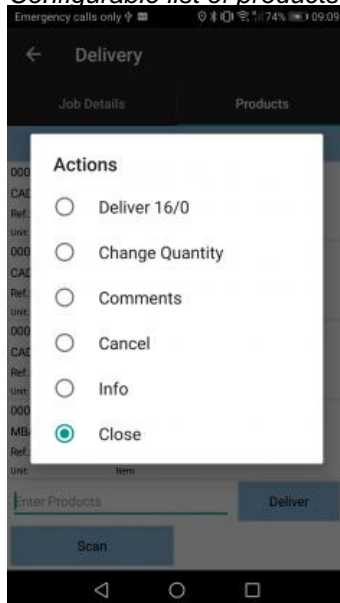 Configurable list of products
Emergency calls only 74% 09:09
Delivery
Job Details Products
Actions
000
CAD
Ref.:
Unit:
Deliver 16/0
000
CAD
Ref.:
Unit:
Change Quantity
Comments
000
CAD
Ref.:
Unit:
Cancel
Info
000
MB
Ref.:
Close
Unit: Item:
Enter Products Deliver
Scan